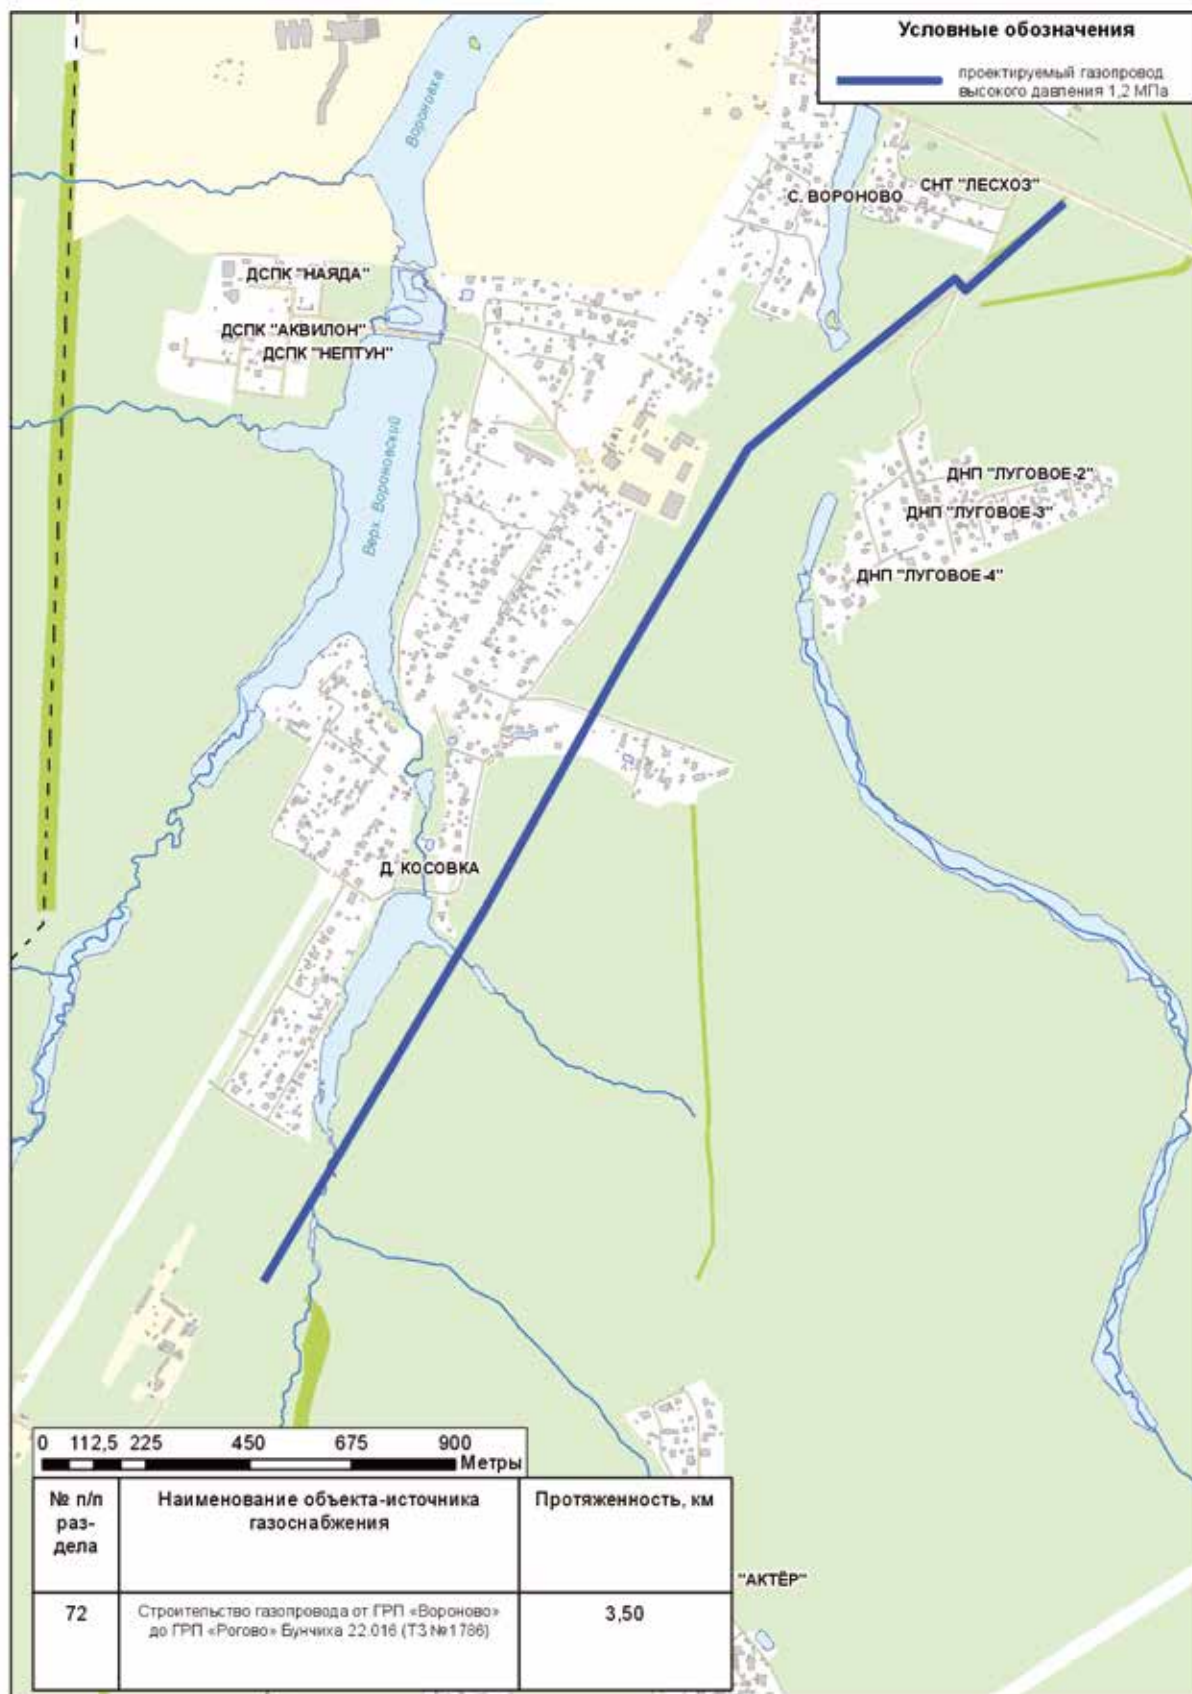 Условные обозначения
проектируемый газопровод
высокого давления 1,2 МПа
Вороновка
СНТ "ЛЕСХОЗ"
С. ВОРОНОВО
ДСПК "НАЯДА"
ДСПК "АКВИЛОН"
ДСПК "НЕПТУН"
Верх. Вороновский
ДНП "ЛУГОВОЕ-2"
ДНП "ЛУГОВОЕ-3"
ДНП "ЛУГОВОЕ-4"
Д. КОСОВКА
0 112,5 225 450 675 900
Метры
№ п/п
раз-
дела
Наименование объекта-источника
газоснабжения
Протяженность, км
"АКТЁР"
72
Строительство газопровода от ГРП «Вороново»
до ГРП «Рогово» Бунчиха 22.016 (ТЗ №1786)
3,50